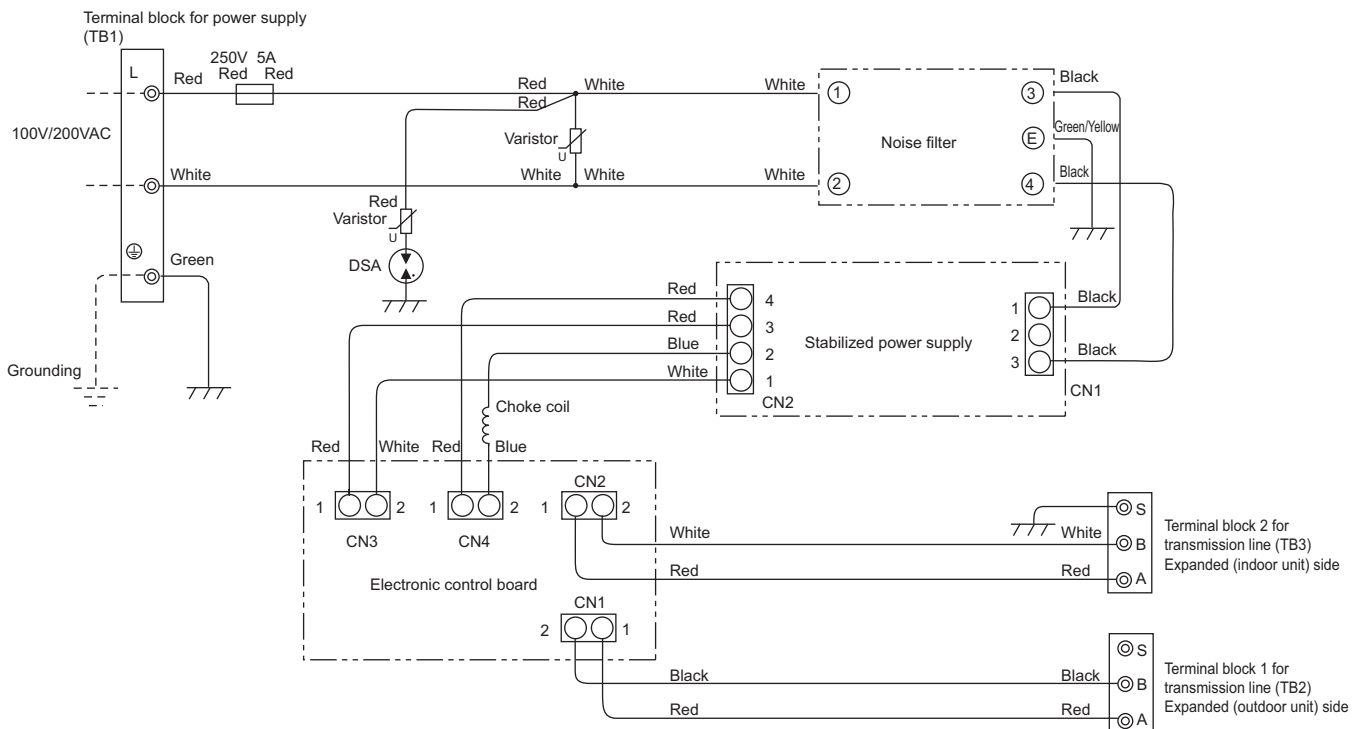 Terminal block for power supply
(TB1)
250V 5A
L
Red
Red
Red
Red
White
White
Black
Red
1
3
100V/200VAC
Varistor
U
Noise filter
Green/Yellow
E
White
White
White
White
2
4
Black
Red
Varistor
U
Green
DSA
Red
4
1
Black
Red
3
Stabilized power supply
2
Blue
2
3
Black
White
1
CN2
CN1
Grounding
Choke coil
Red
White
Red
Blue
CN2
1
2
1
2
1
2
CN3
CN4
White
White
Red
Red
S
B
A
Terminal block 2 for
transmission line (TB3)
Expanded (indoor unit) side
Electronic control board
CN1
2
1
Black
Black
Red
Red
S
B
A
Terminal block 1 for
transmission line (TB2)
Expanded (outdoor unit) side